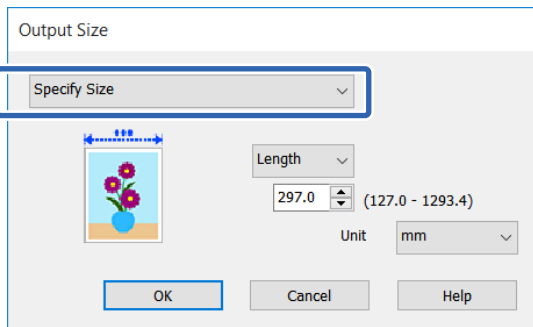 Output Size
Specify Size
Length
297.0 (127.0 - 1293.4)
Unit mm
OK Cancel Help